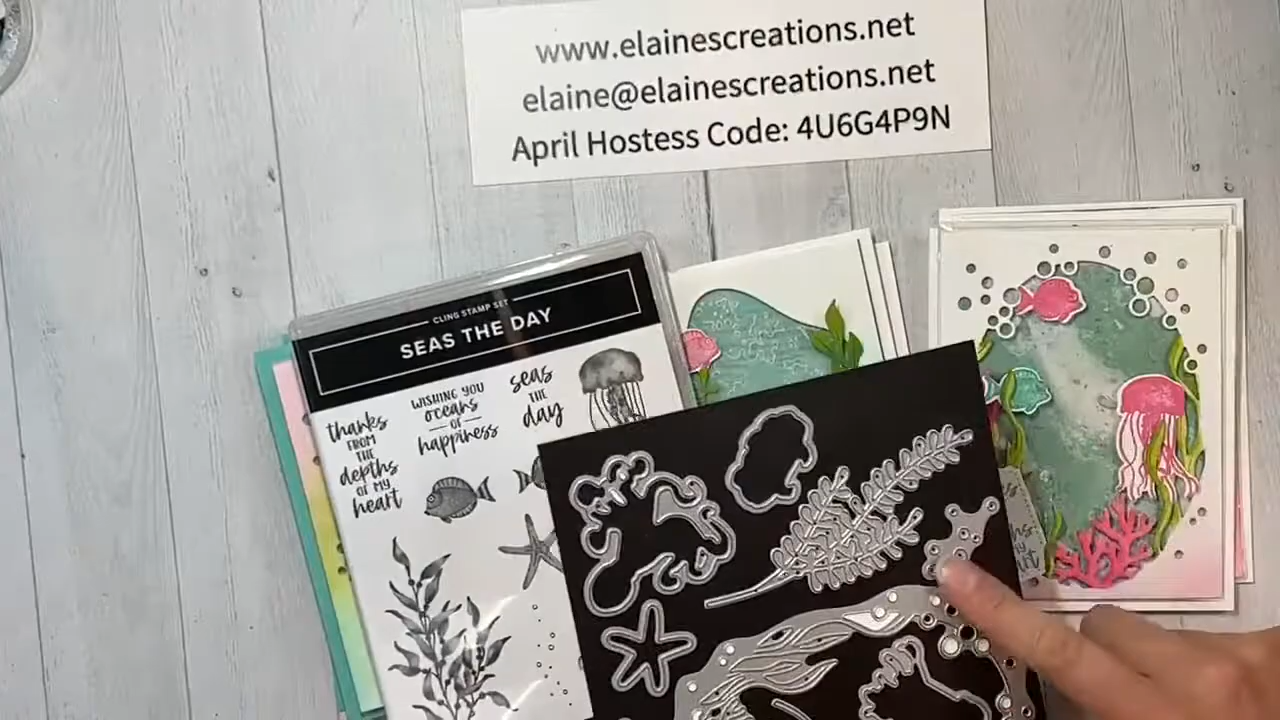 www.elainescreations.net
elaine@elainescreations.net
April Hostess Code: 4U6G4P9N
CLING STAMP SET
SEAS THE DAY
thanks
FROM
THE
depths
OF MY
heart
WISHING YOU
oceans
OF
happiness
seas
THE
day